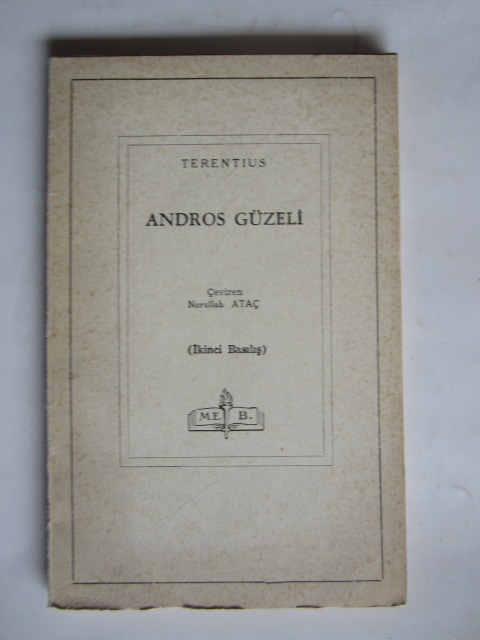 TERENTIUS
ANDROS GÜZELİ
Çeviren
Nurullah ATAÇ
(İkinci Basılış)
M.E. B.